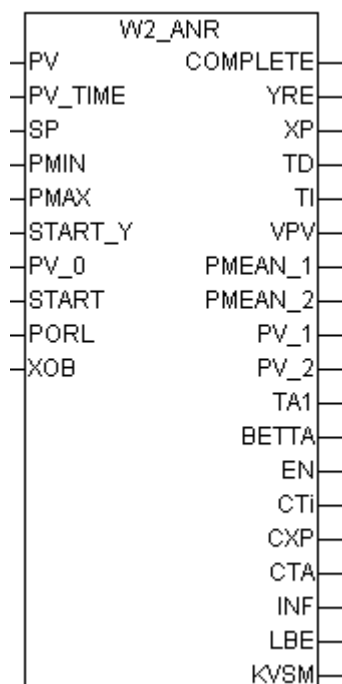 W2_ANR
PV COMPLETE
PV_TIME YRE
SP XP
PMIN TD
PMAX TI
START_Y VPV
PV_0 PMEAN_1
START PMEAN_2
PORL PV_1
XOB PV_2
TA1
BETTA
EN
CTi
CXP
CTA
INF
LBE
KVSM